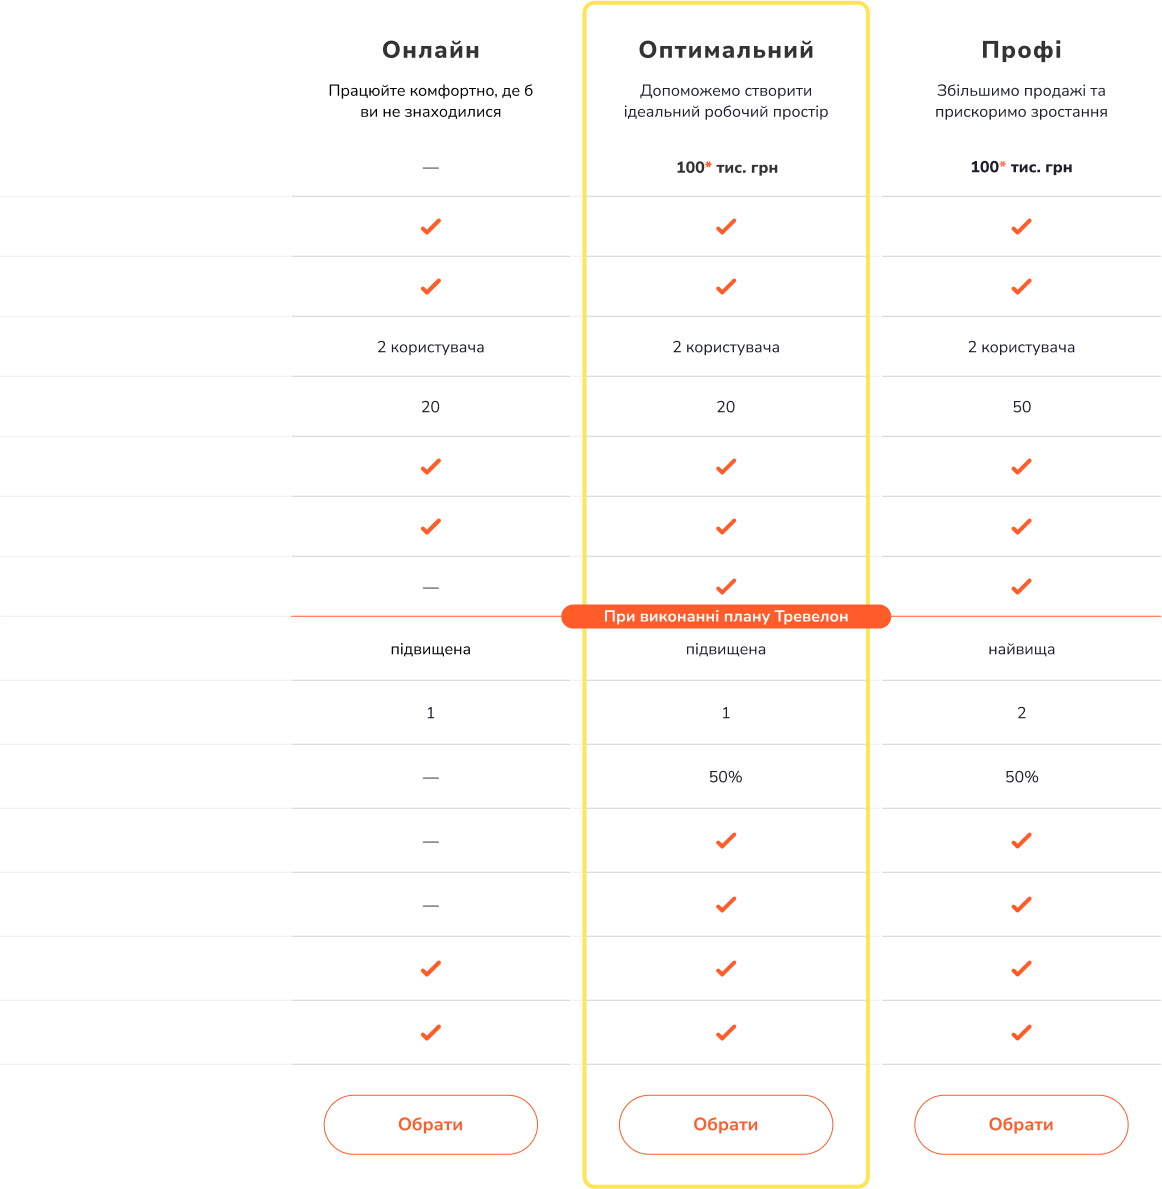 Онлайн Оптимальний Профі
Працюйте комфортно, де б Допоможемо створити Збільшимо продажі та
ви не знаходилися ідеальний робочий простір прискоримо зростання
— 100* тис. грн 100* тис. грн
2 користувача 2 користувача 2 користувача
20 20 50
—
При виконанні плану Тревелон
підвищена підвищена найвища
1 1 2
— 50% 50%
—
—
Обрати Обрати Обрати